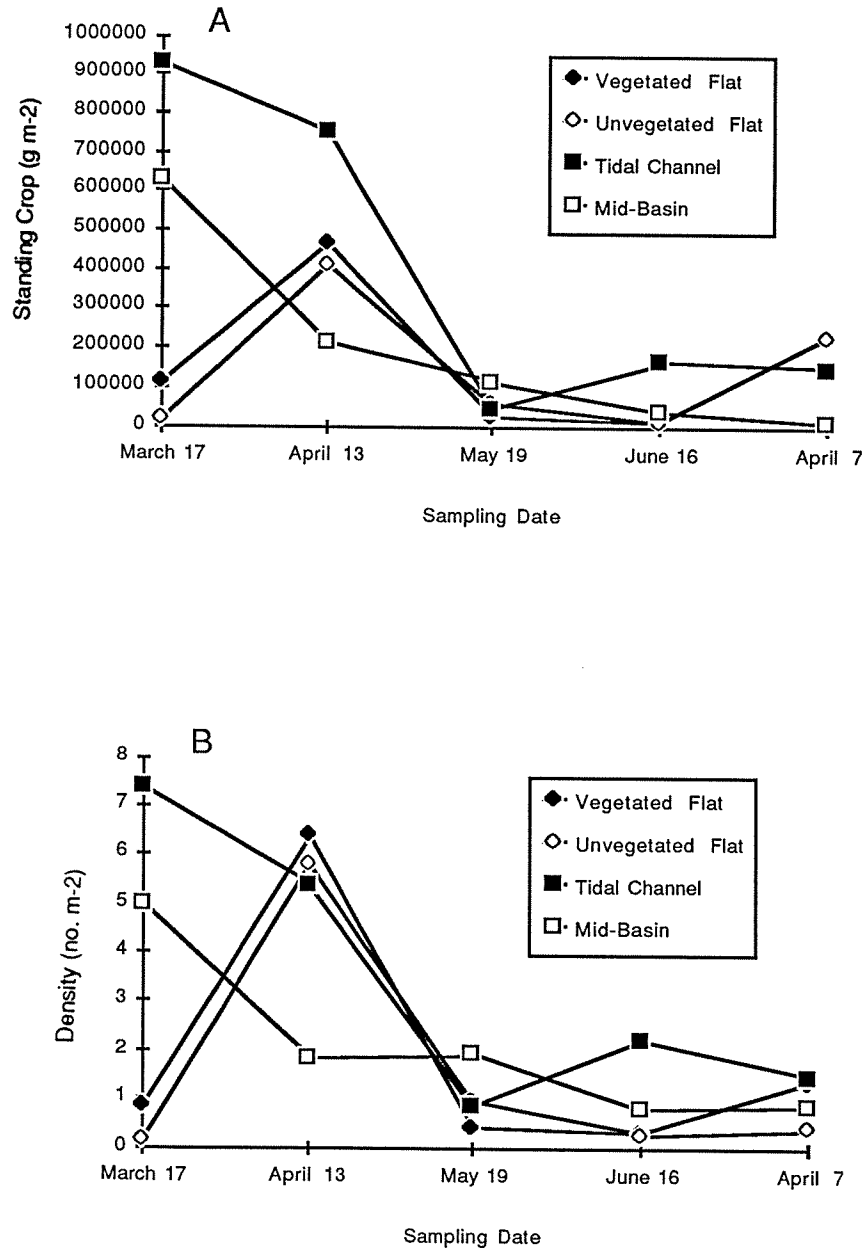 A
1000000
900000
800000
700000
600000
500000
400000
300000
200000
100000
0
Standing Crop (g m-2)
Vegetated Flat
Unvegetated Flat
Tidal Channel
Mid-Basin
March 17 April 13 May 19 June 16 April 7
Sampling Date
B
8
7
6
5
4
3
2
1
0
Density (no. m-2)
Vegetated Flat
Unvegetated Flat
Tidal Channel
Mid-Basin
March 17 April 13 May 19 June 16 April 7
Sampling Date